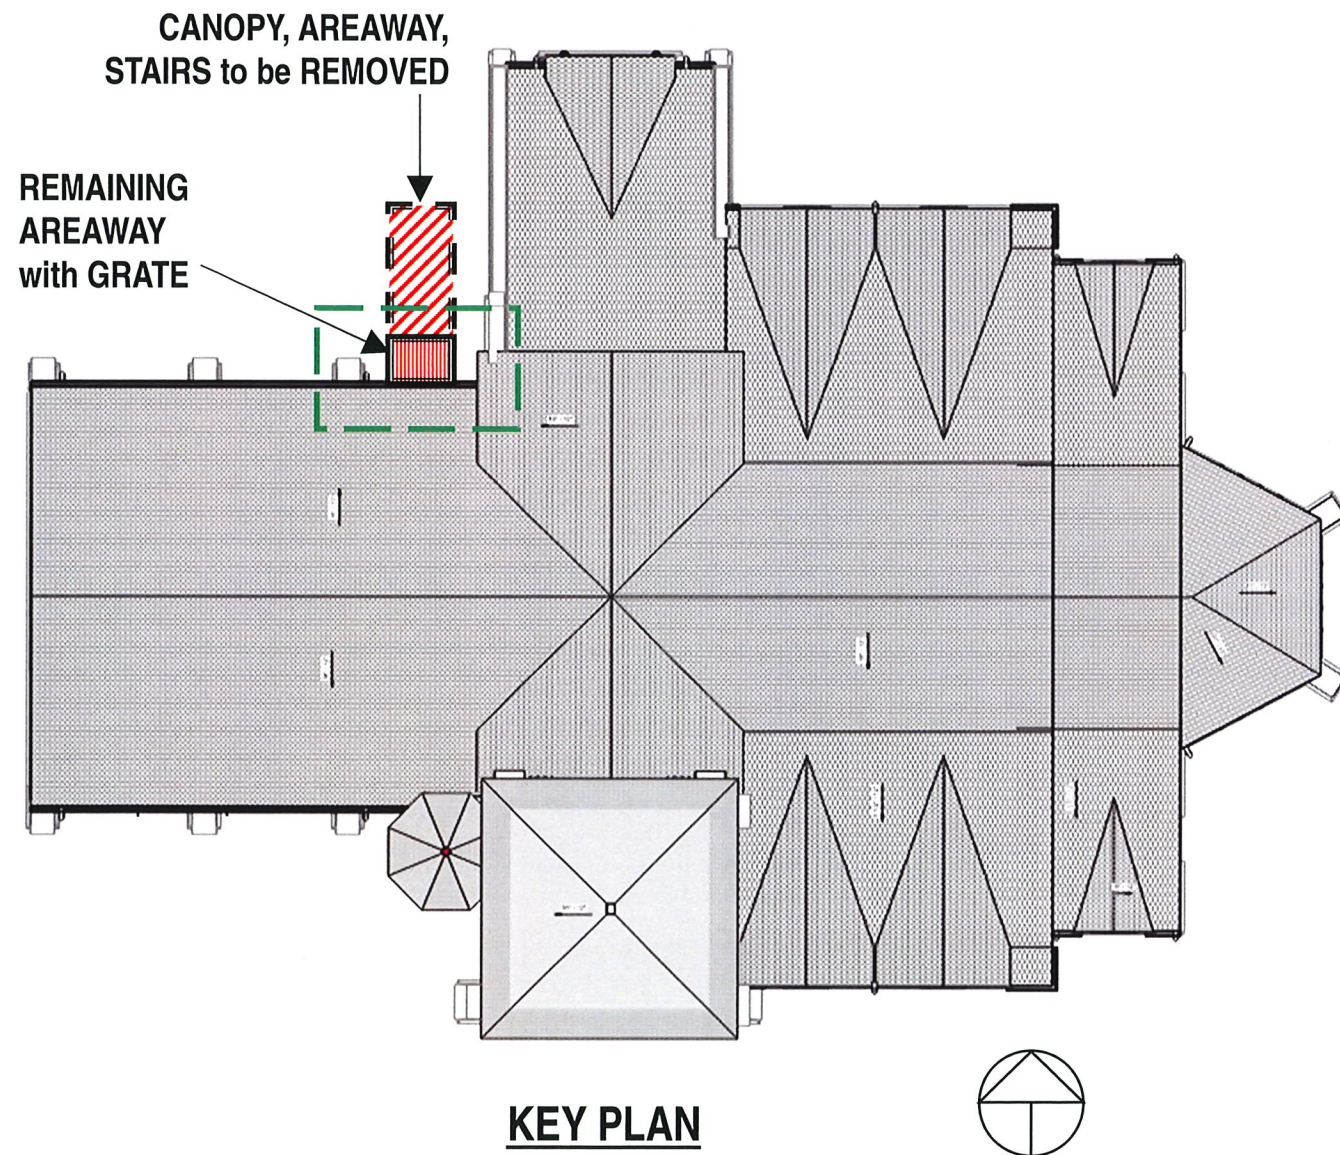 CANOPY, AREAWAY,
STAIRS to be REMOVED
REMAINING
AREAWAY
with GRATE
KEY PLAN